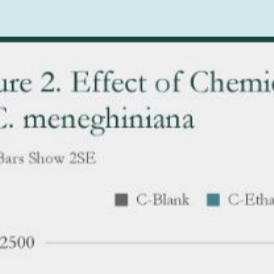 ure 2. Effect of Chemic
C. meneghiniana
Bars Show 2SE
C-Blank C-Etha
2500